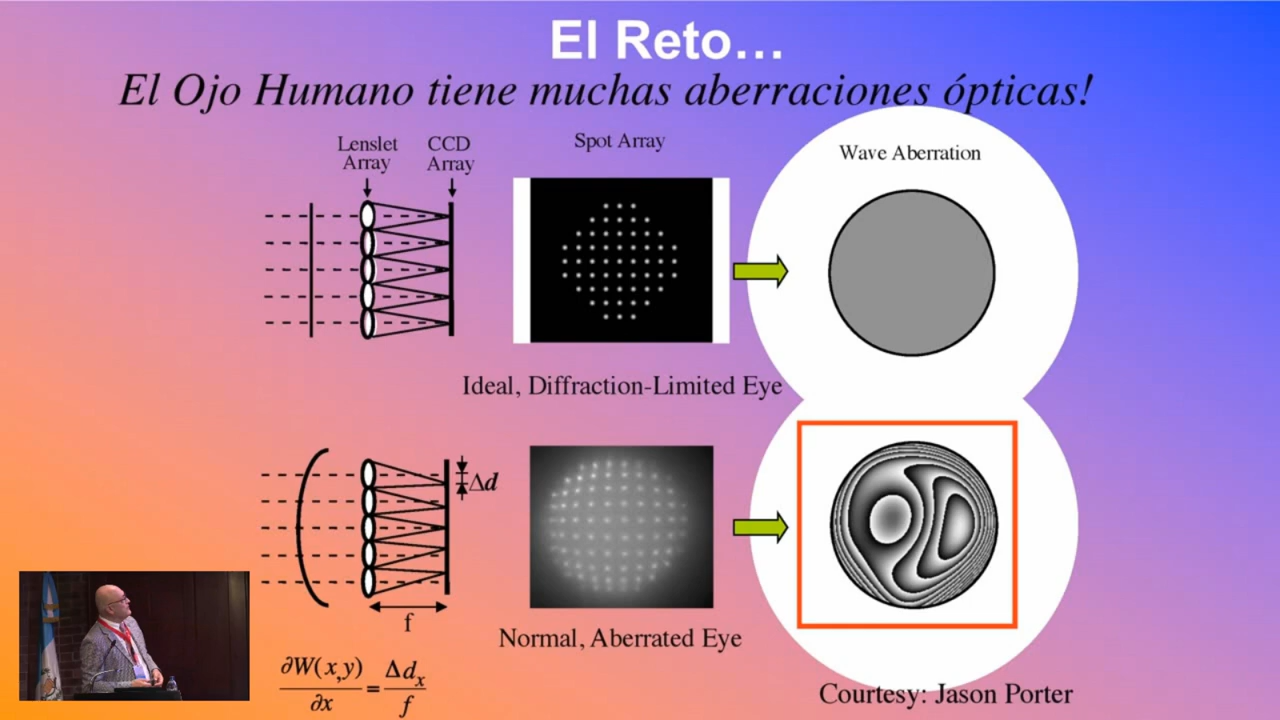 El Reto…
El Ojo Humano tiene muchas aberraciones ópticas!
Lenslet Array
CCD Array
Spot Array
Wave Aberration
Ideal, Diffraction-Limited Eye
Δd
f
Normal, Aberrated Eye
∂W(x,y)/∂x = Δdₓ/f
Courtesy: Jason Porter